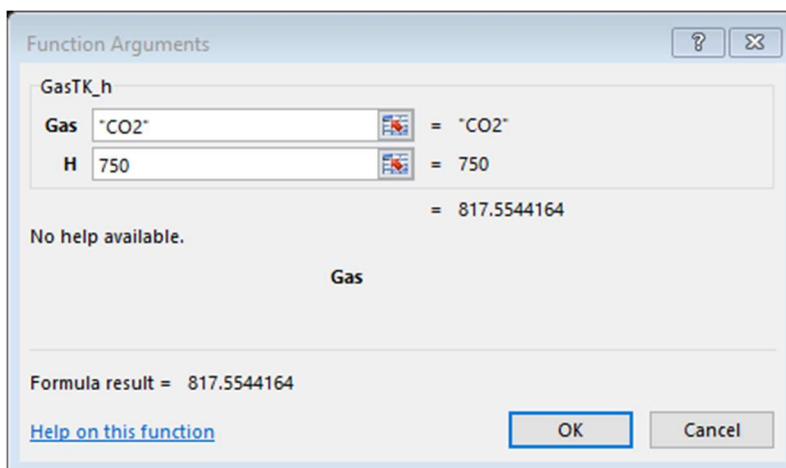 Function Arguments
GasTK_h
Gas "CO2" = "CO2"
H 750 = 750
= 817.5544164
No help available.
Gas
Formula result = 817.5544164
Help on this function OK Cancel